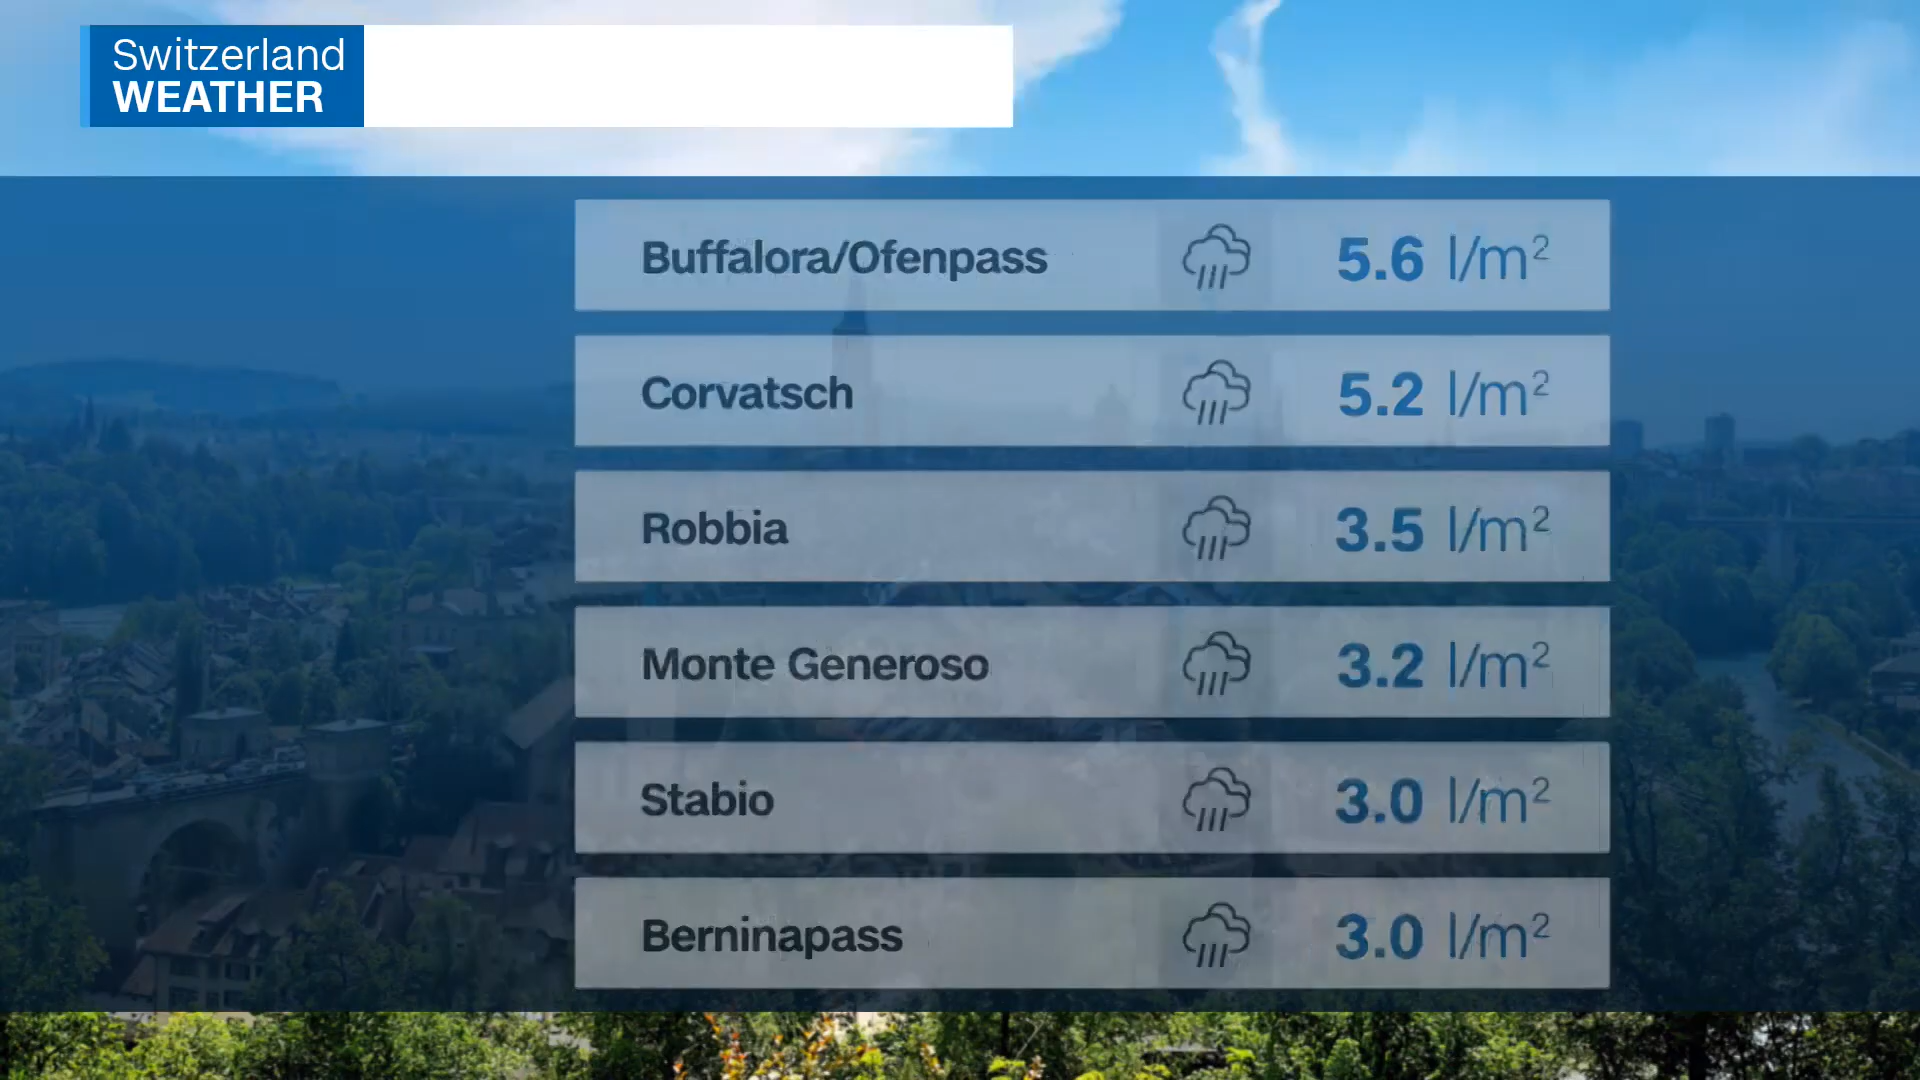 Switzerland
WEATHER
Buffalora/Ofenpass 5.6 l/m²
Corvatsch 5.2 l/m²
Robbia 3.5 l/m²
Monte Generoso 3.2 l/m²
Stabio 3.0 l/m²
Berninapass 3.0 l/m²